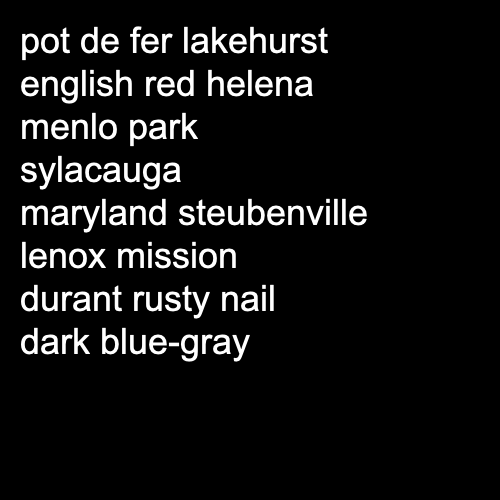 pot de fer lakehurst
english red helena
menlo park
sylacauga
maryland steubenville
lenox mission
durant rusty nail
dark blue-gray